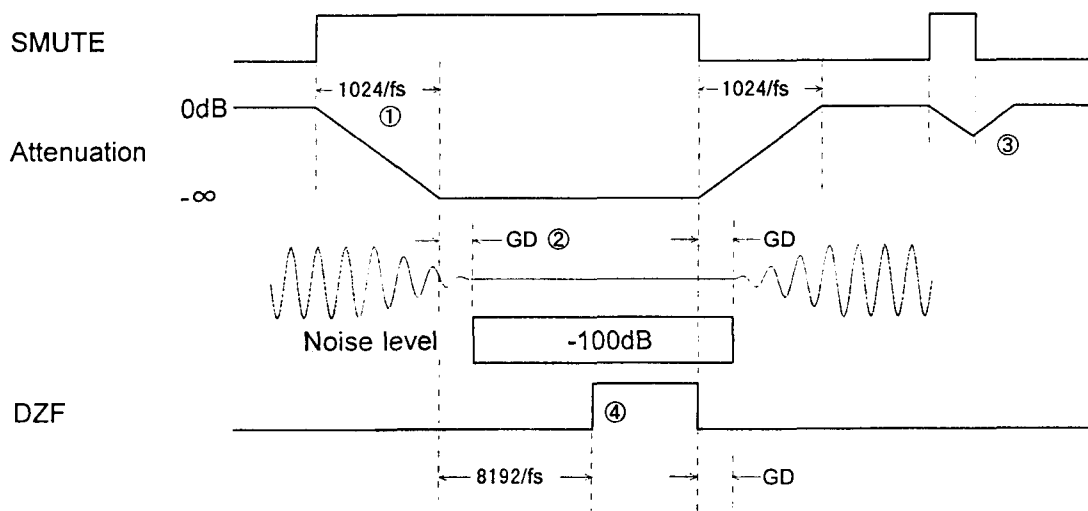 SMUTE
1024/fs
1024/fs
0dB
①
Attenuation
③
-∞
GD ②
GD
Noise level
-100dB
DZF
④
8192/fs
GD